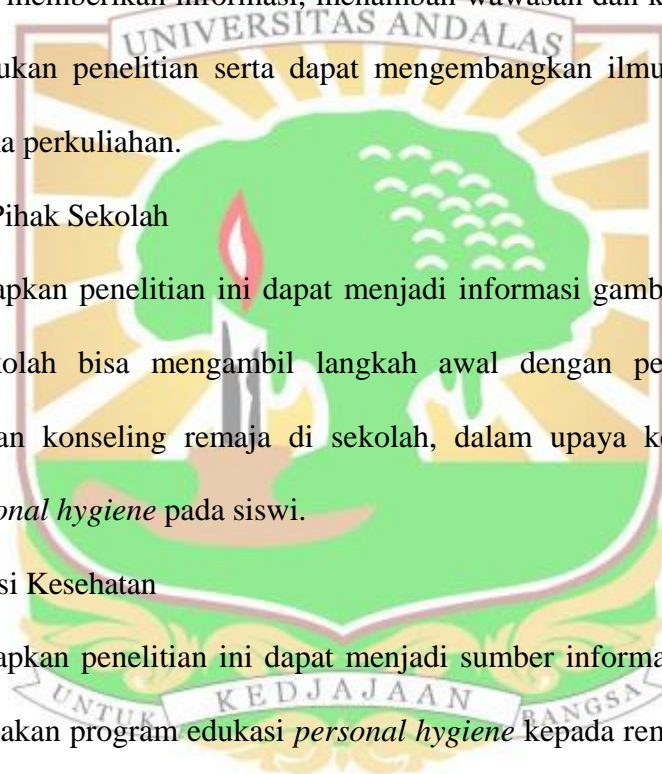 memberikan informasi, menambah wawasan dan k
UNIVERSITAS ANDALAS
ukan penelitian serta dapat mengembangkan ilmu
a perkuliahan.
Pihak Sekolah
apkan penelitian ini dapat menjadi informasi gamb
kolah bisa mengambil langkah awal dengan pe
an konseling remaja di sekolah, dalam upaya ke
onal hygiene pada siswi.
si Kesehatan
apkan penelitian ini dapat menjadi sumber informa
UNTUK KEDJAJAAN BANGSA
akan program edukasi personal hygiene kepada ren